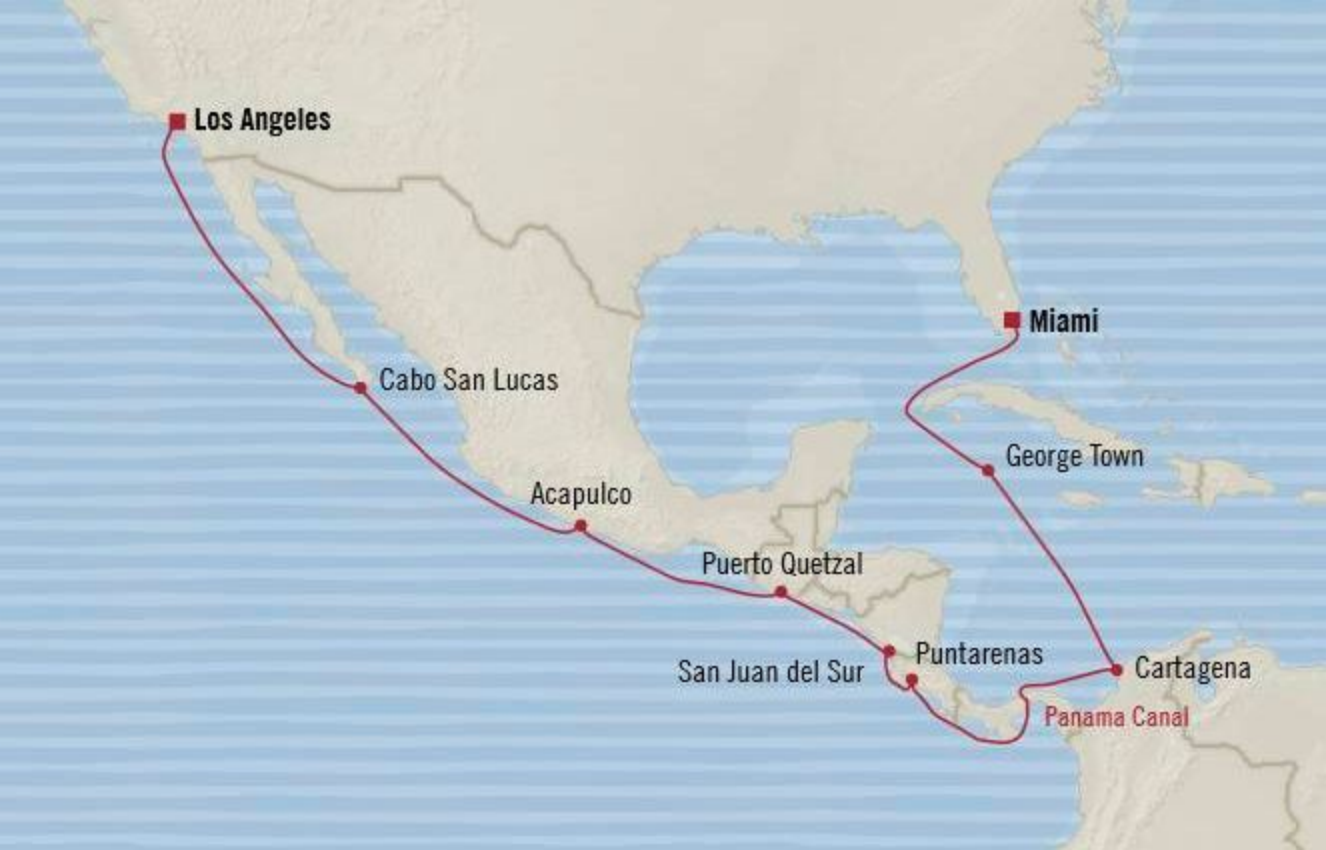 Los Angeles
Miami
Cabo San Lucas
George Town
Acapulco
Puerto Quetzal
Puntarenas
San Juan del Sur
Cartagena
Panama Canal